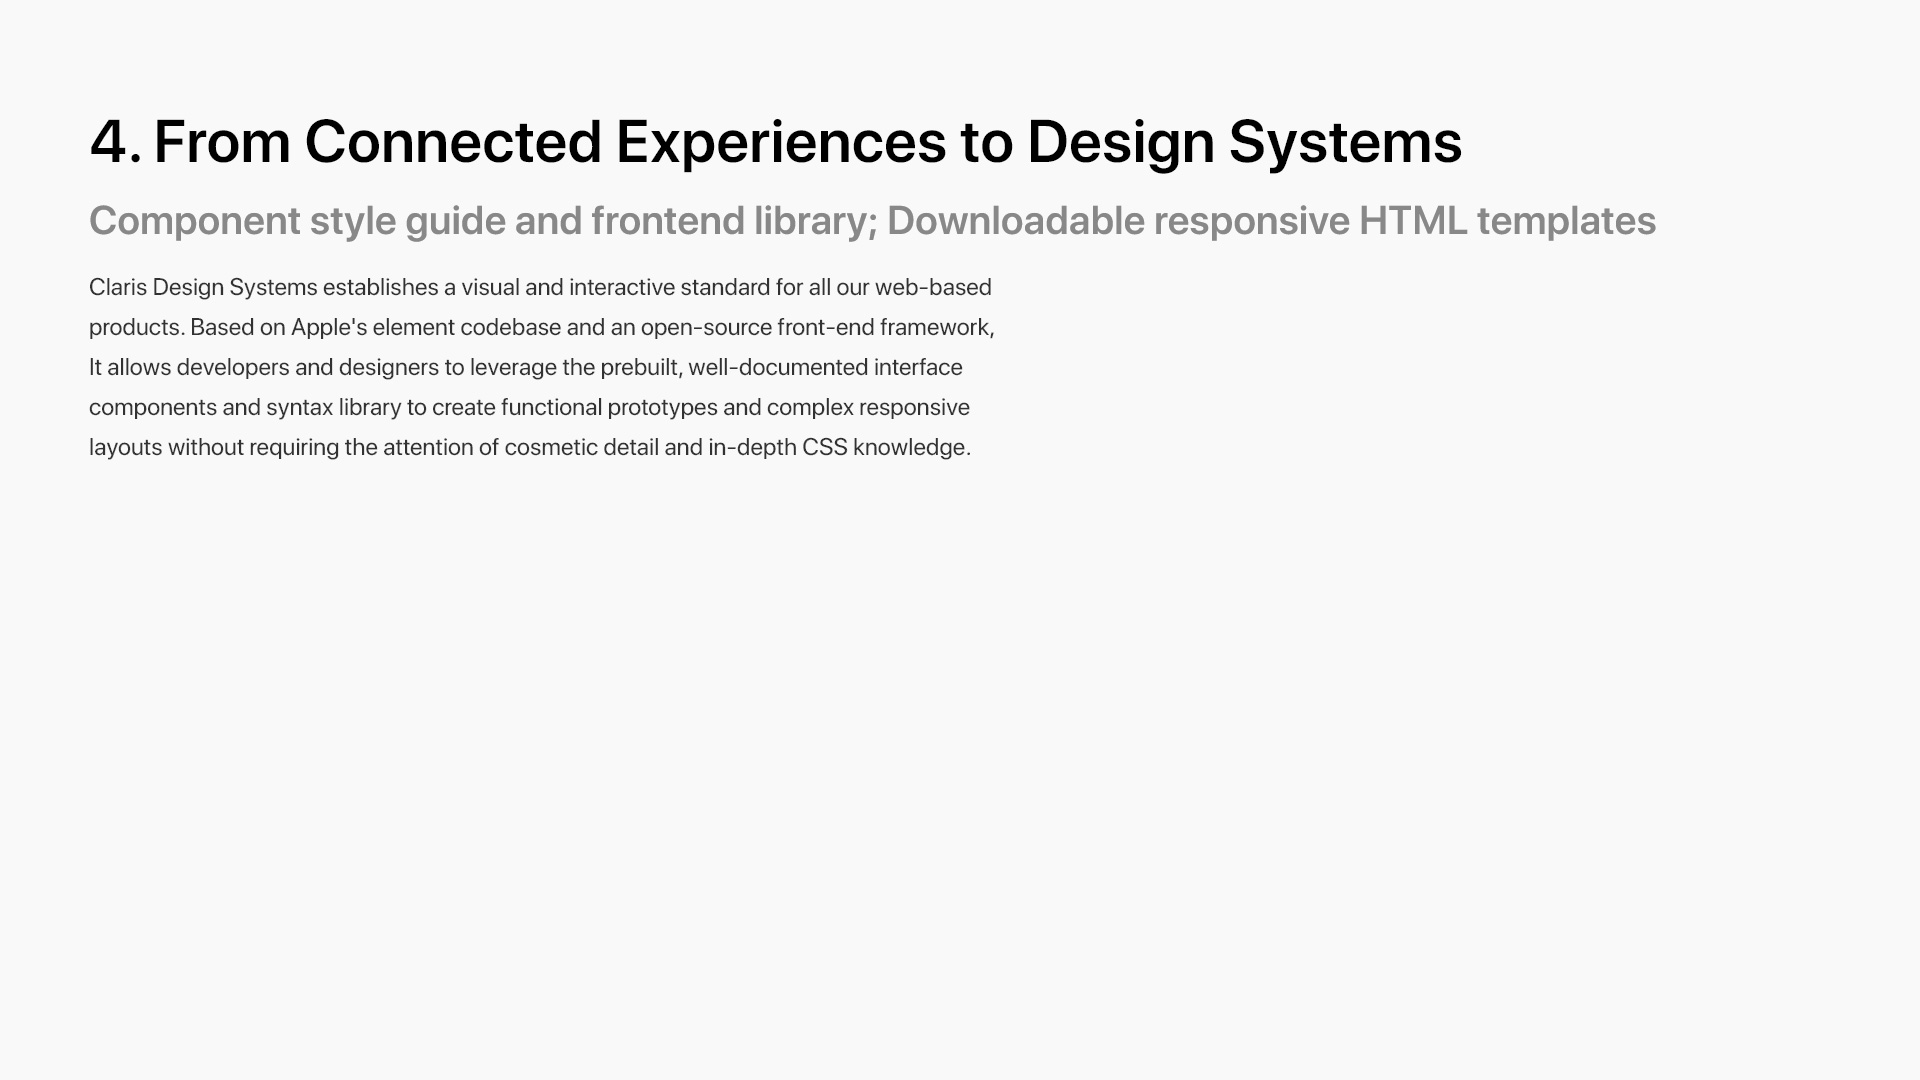 4. From Connected Experiences to Design Systems
Component style guide and frontend library; Downloadable responsive HTML templates
Claris Design Systems establishes a visual and interactive standard for all our web-based
products. Based on Apple's element codebase and an open-source front-end framework,
It allows developers and designers to leverage the prebuilt, well-documented interface
components and syntax library to create functional prototypes and complex responsive
layouts without requiring the attention of cosmetic detail and in-depth CSS knowledge.